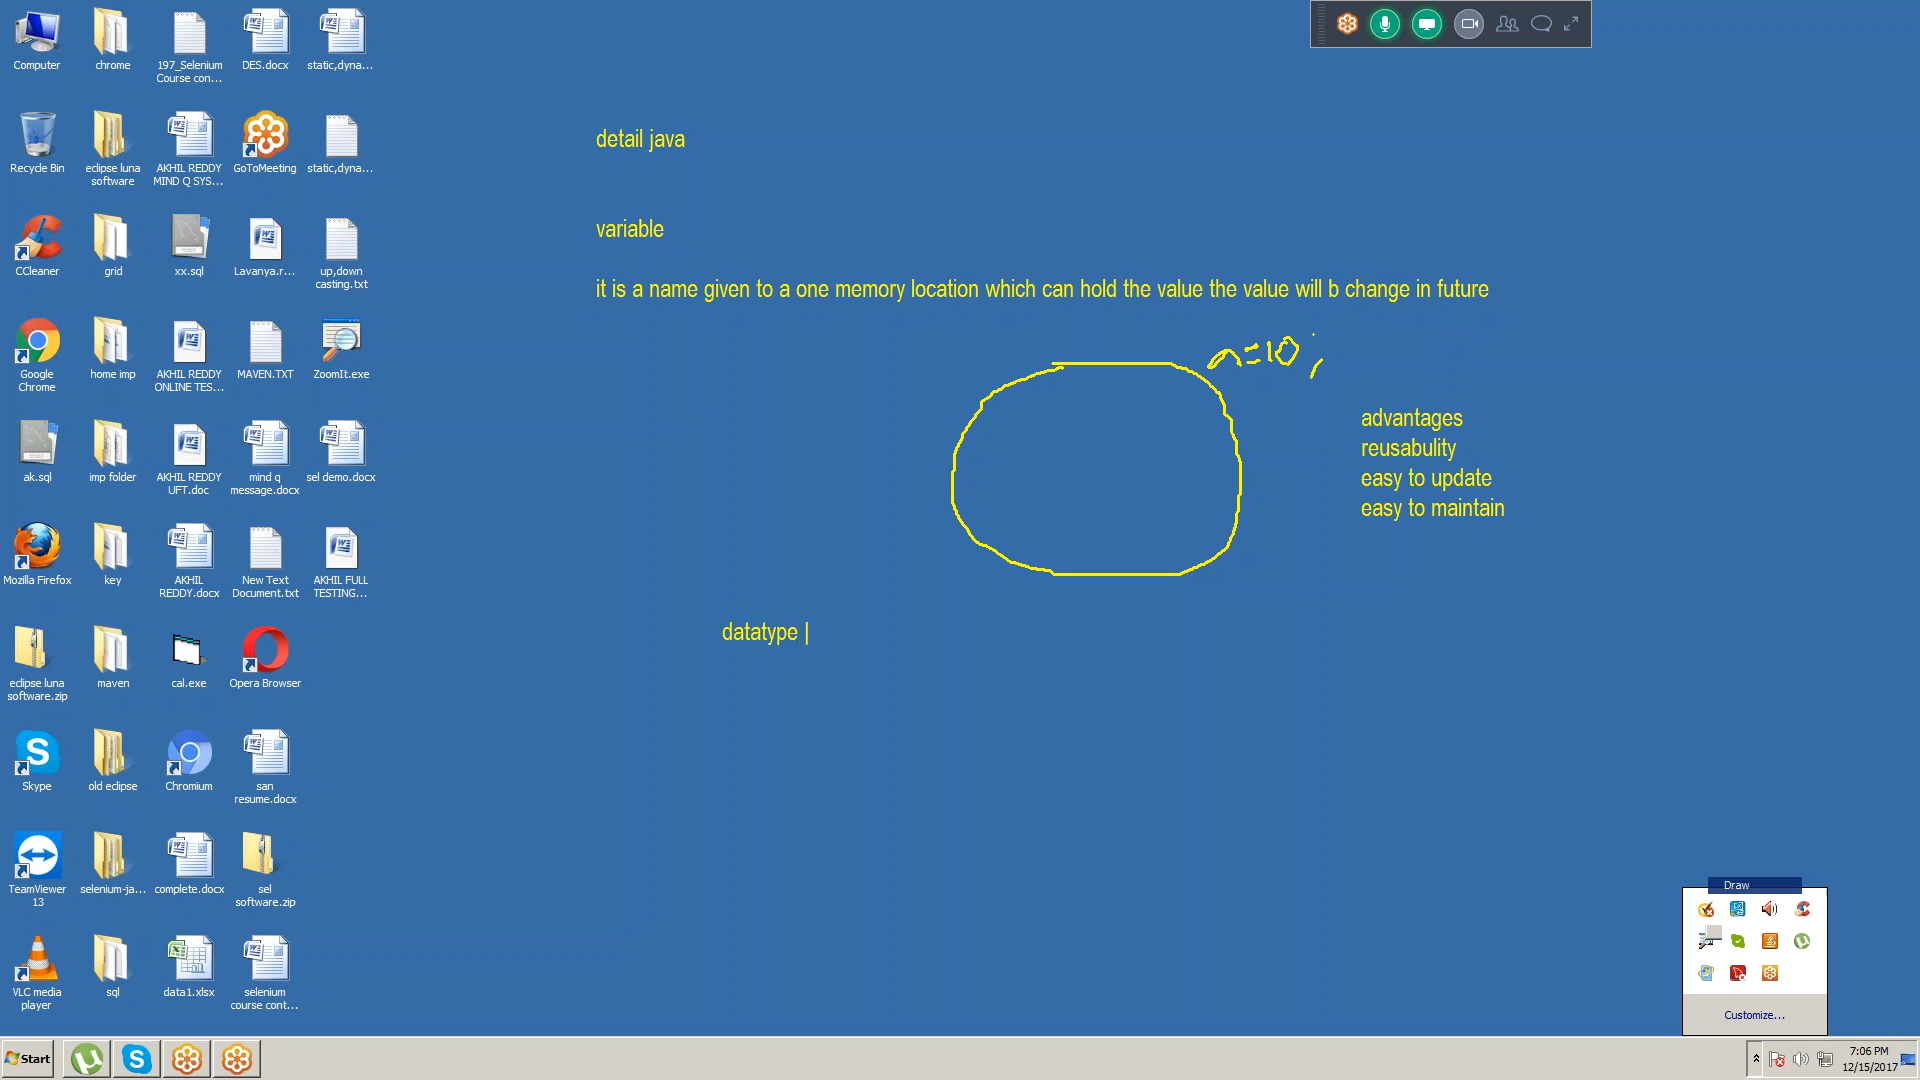 Computer
chrome
197_Selenium
Course con...
DES.docx
static,dyna...
Recycle Bin
eclipse luna
software
AKHIL REDDY
MIND Q SYS...
GoToMeeting
static,dyna...
CCleaner
grid
xx.sql
Lavanya.r...
up,down
casting.txt
Google
Chrome
home imp
AKHIL REDDY
ONLINE TES...
MAVEN.TXT
ZoomIt.exe
ak.sql
imp folder
AKHIL REDDY
UFT.doc
mind q
message.docx
sel demo.docx
Mozilla Firefox
key
AKHIL
REDDY.docx
New Text
Document.txt
AKHIL FULL
TESTING...
eclipse luna
software.zip
maven
cal.exe
Opera Browser
Skype
old eclipse
Chromium
san
resume.docx
TeamViewer
13
selenium-ja...
complete.docx
sel
software.zip
VLC media
player
sql
data1.xlsx
selenium
course cont...
detail java
variable
it is a name given to a one memory location which can hold the value the value will b change in future
a=10;
advantages
reusabulity
easy to update
easy to maintain
datatype
Draw
Customize...
Start
7:06 PM
12/15/2017